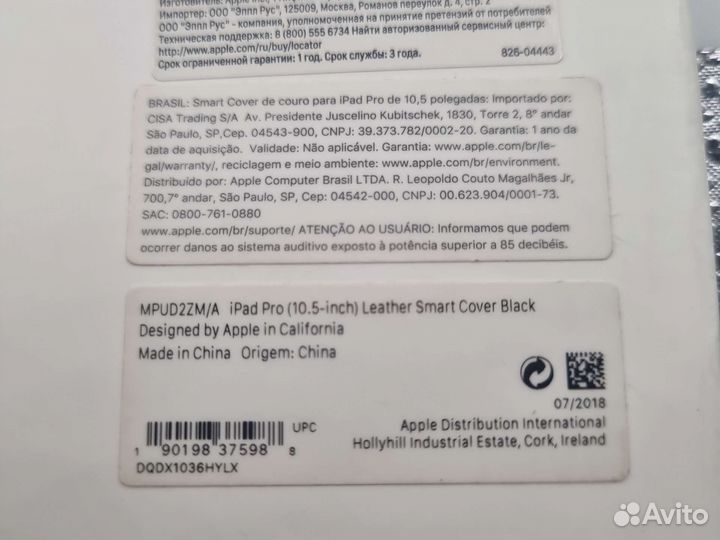 Изготовитель:
Импортер: ООО "Эппл Рус", 125009, Москва, Романов переулок д. 4, стр. 2
ООО "Эппл Рус" - компания, уполномоченная на принятие претензий от потребителей
Техническая поддержка: 8 (800) 555 6734 Найти авторизованный сервисный центр:
http://www.apple.com/ru/buy/locator
Срок ограниченной гарантии: 1 год. Срок службы: 3 года.
826-04443
BRASIL: Smart Cover de couro para iPad Pro de 10,5 polegadas: Importado por:
CISA Trading S/A Av. Presidente Juscelino Kubitschek, 1830, Torre 2, 8° andar
São Paulo, SP,Cep. 04543-900, CNPJ: 39.373.782/0002-20. Garantia: 1 ano da
data de aquisição. Validade: Não aplicável. Garantia: www.apple.com/br/le-
gal/warranty/, reciclagem e meio ambiente: www.apple.com/br/environment.
Distribuído por: Apple Computer Brasil LTDA. R. Leopoldo Couto Magalhães Jr,
700,7° andar, São Paulo, SP, Cep: 04542-000, CNPJ: 00.623.904/0001-73.
SAC: 0800-761-0880
www.apple.com/br/suporte/ ATENÇÃO AO USUÁRIO: Informamos que podem
ocorrer danos ao sistema auditivo exposto à potência superior a 85 decibéis.
MPUD2ZM/A iPad Pro (10.5-inch) Leather Smart Cover Black
Designed by Apple in California
Made in China Origem: China
07/2018
UPC
Apple Distribution International
Hollyhill Industrial Estate, Cork, Ireland
1 90198 37598 8
DQDX1036HYLX
Avito